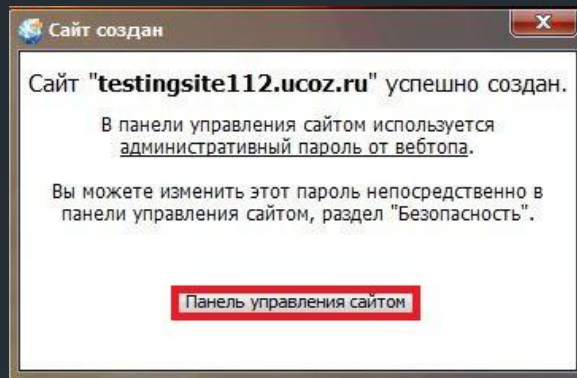 Сайт создан
Сайт "testingsite112.ucoz.ru" успешно создан.
В панели управления сайтом используется
административный пароль от вебтопа.
Вы можете изменить этот пароль непосредственно в
панели управления сайтом, раздел "Безопасность".
Панель управления сайтом